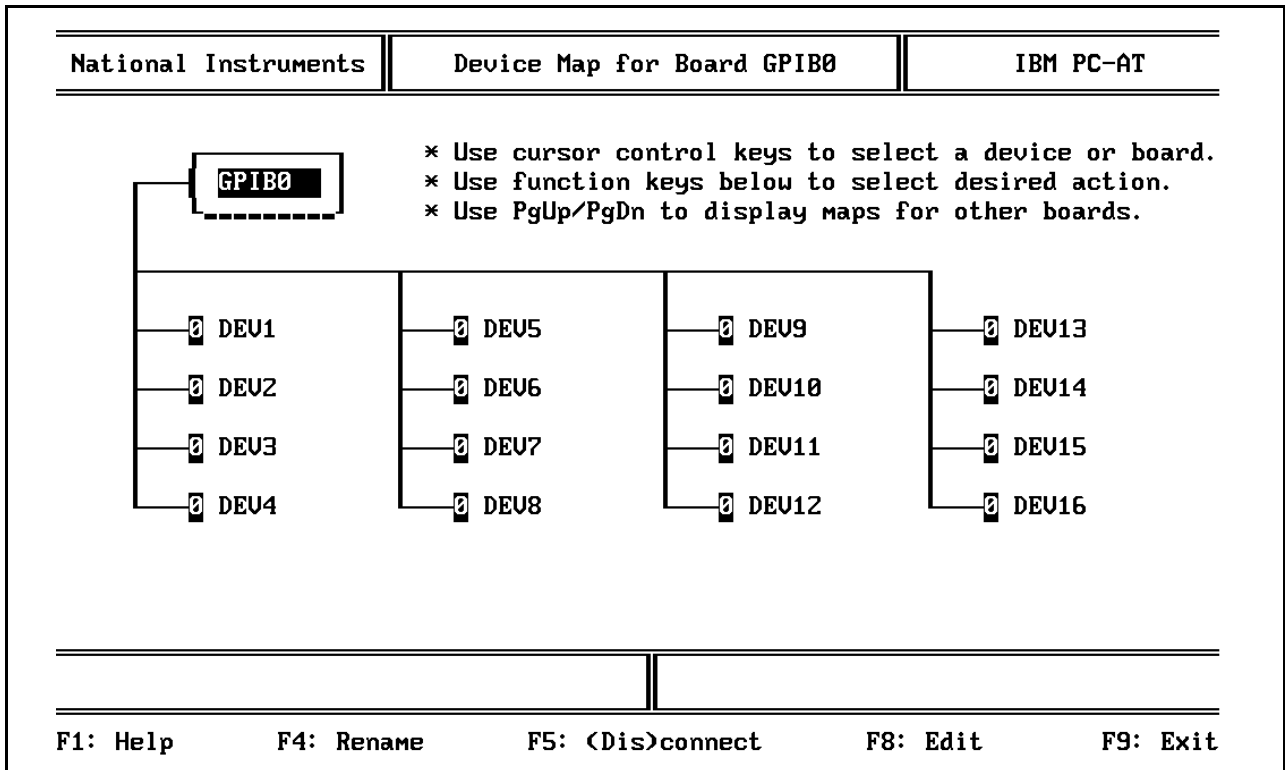 National Instruments Device Map for Board GPIB0 IBM PC-AT
GPIB0
* Use cursor control keys to select a device or board.
* Use function keys below to select desired action.
* Use PgUp/PgDn to display maps for other boards.
0 DEV1 0 DEV5 0 DEV9 0 DEV13
0 DEV2 0 DEV6 0 DEV10 0 DEV14
0 DEV3 0 DEV7 0 DEV11 0 DEV15
0 DEV4 0 DEV8 0 DEV12 0 DEV16
F1: Help F4: Rename F5: (Dis)connect F8: Edit F9: Exit